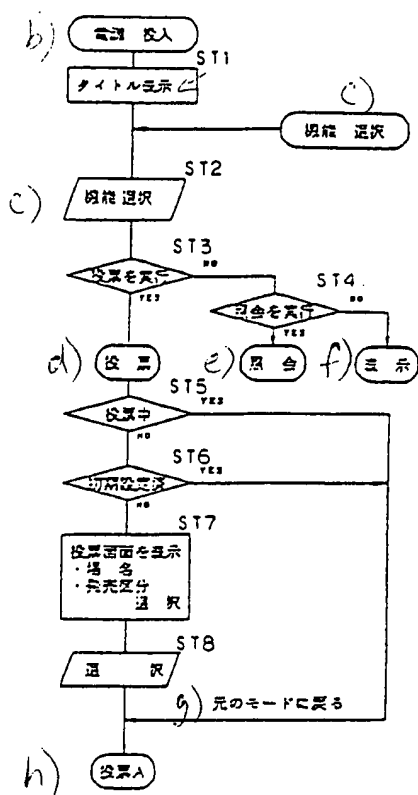 b) 電源 投入
ST1
タイトル表示
c)
機能 選択
ST2
c) 機能選択
ST3
投票を実行
NO
YES
ST4
照会を実行
NO
YES
d) 投票
e) 照会
f) 表示
ST5
投票中
YES
NO
ST6
初期設定済
YES
NO
ST7
投票画面を表示
・場 名
・発売区分
選 択
ST8
選 択
g) 元のモードに戻る
h) 投票A